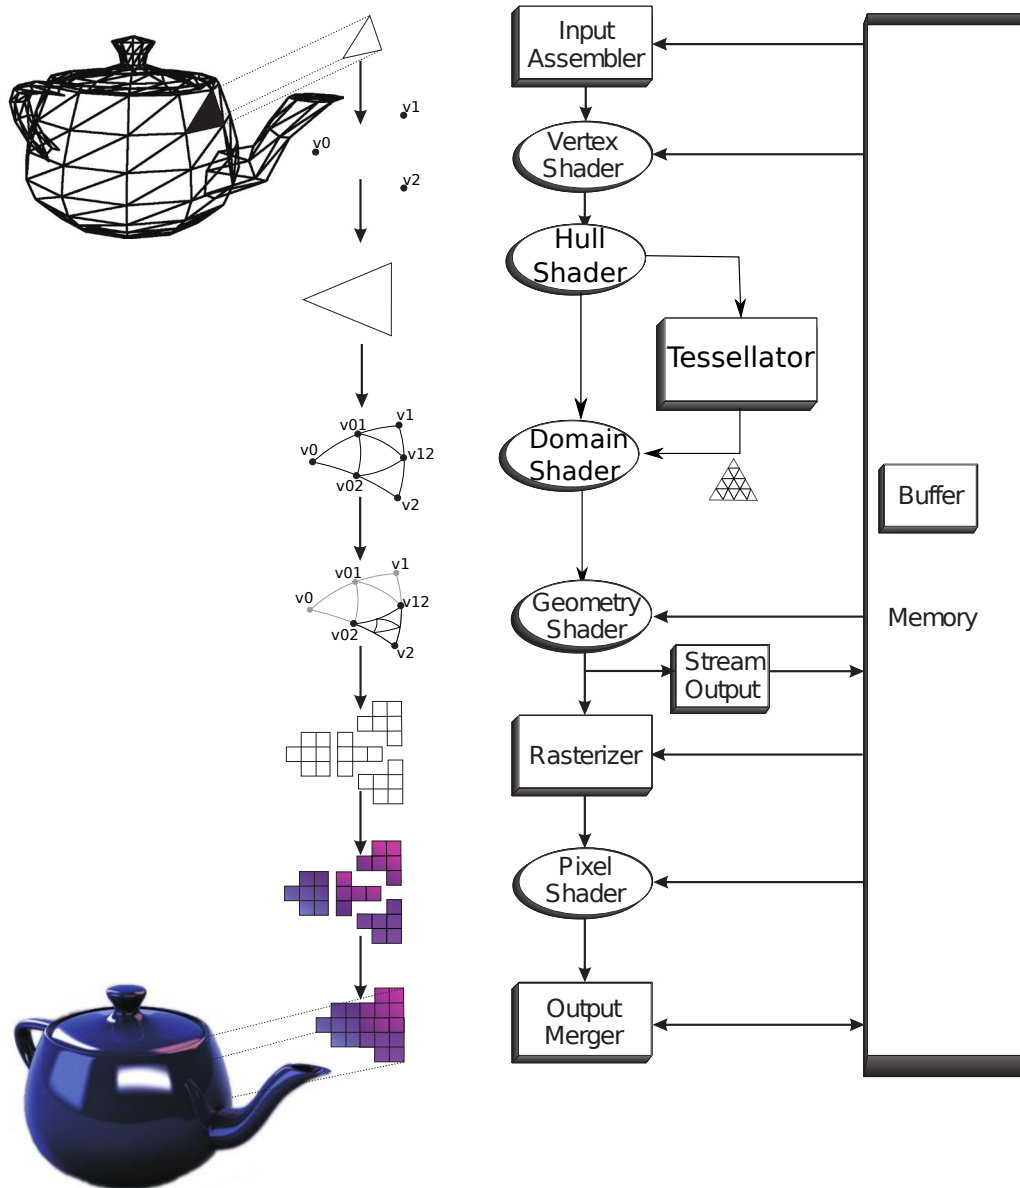 Input
Assembler
v1
v0
v2
Vertex
Shader
Hull
Shader
Tessellator
v1
v01
v0
v12
v02
v2
Domain
Shader
Buffer
v1
v01
v0
v12
v02
v2
Geometry
Shader
Memory
Stream
Output
Rasterizer
Pixel
Shader
Output
Merger